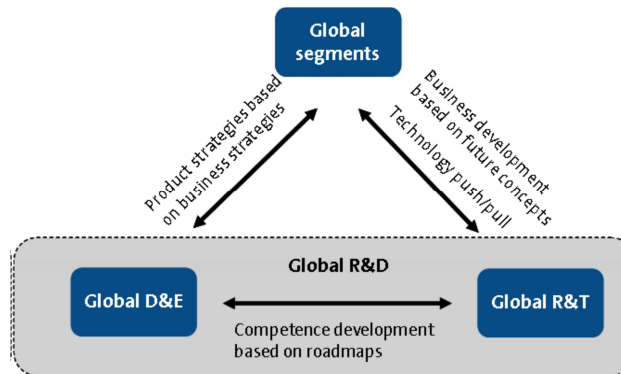 Global
segments
Product strategies based
on business strategies
Business development
based on future concepts
Technology push/pull
Global R&D
Global D&E
Global R&T
Competence development
based on roadmaps